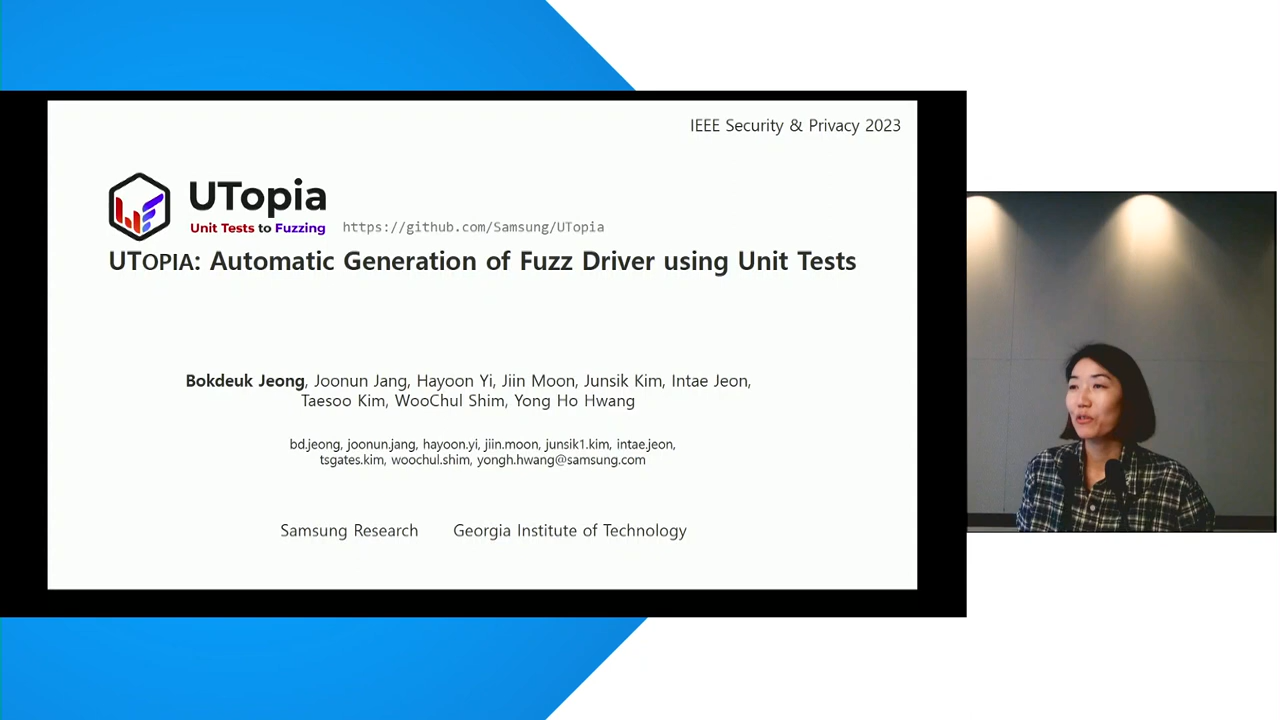 IEEE Security & Privacy 2023
UTopia
Unit Tests to Fuzzing
https://github.com/Samsung/UTopia
UTOPIA: Automatic Generation of Fuzz Driver using Unit Tests
Bokdeuk Jeong, Joonun Jang, Hayoon Yi, Jiin Moon, Junsik Kim, Intae Jeon,
Taesoo Kim, WooChul Shim, Yong Ho Hwang
bd.jeong, joonun.jang, hayoon.yi, jiin.moon, junsik1.kim, intae.jeon,
tsgates.kim, woochul.shim, yongh.hwang@samsung.com
Samsung Research Georgia Institute of Technology